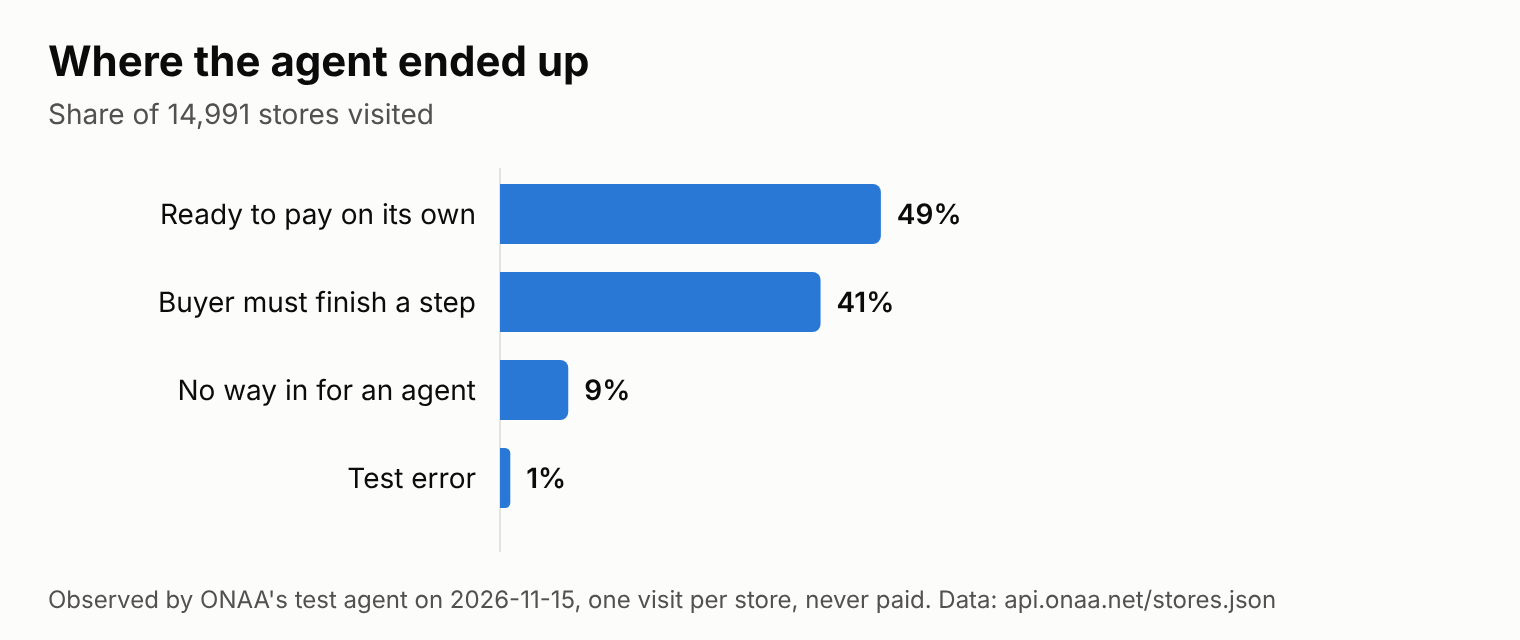 Where the agent ended up
Share of 14,991 stores visited
Ready to pay on its own 49%
Buyer must finish a step 41%
No way in for an agent 9%
Test error 1%
Observed by ONAA's test agent on 2026-11-15, one visit per store, never paid. Data: api.onaa.net/stores.json